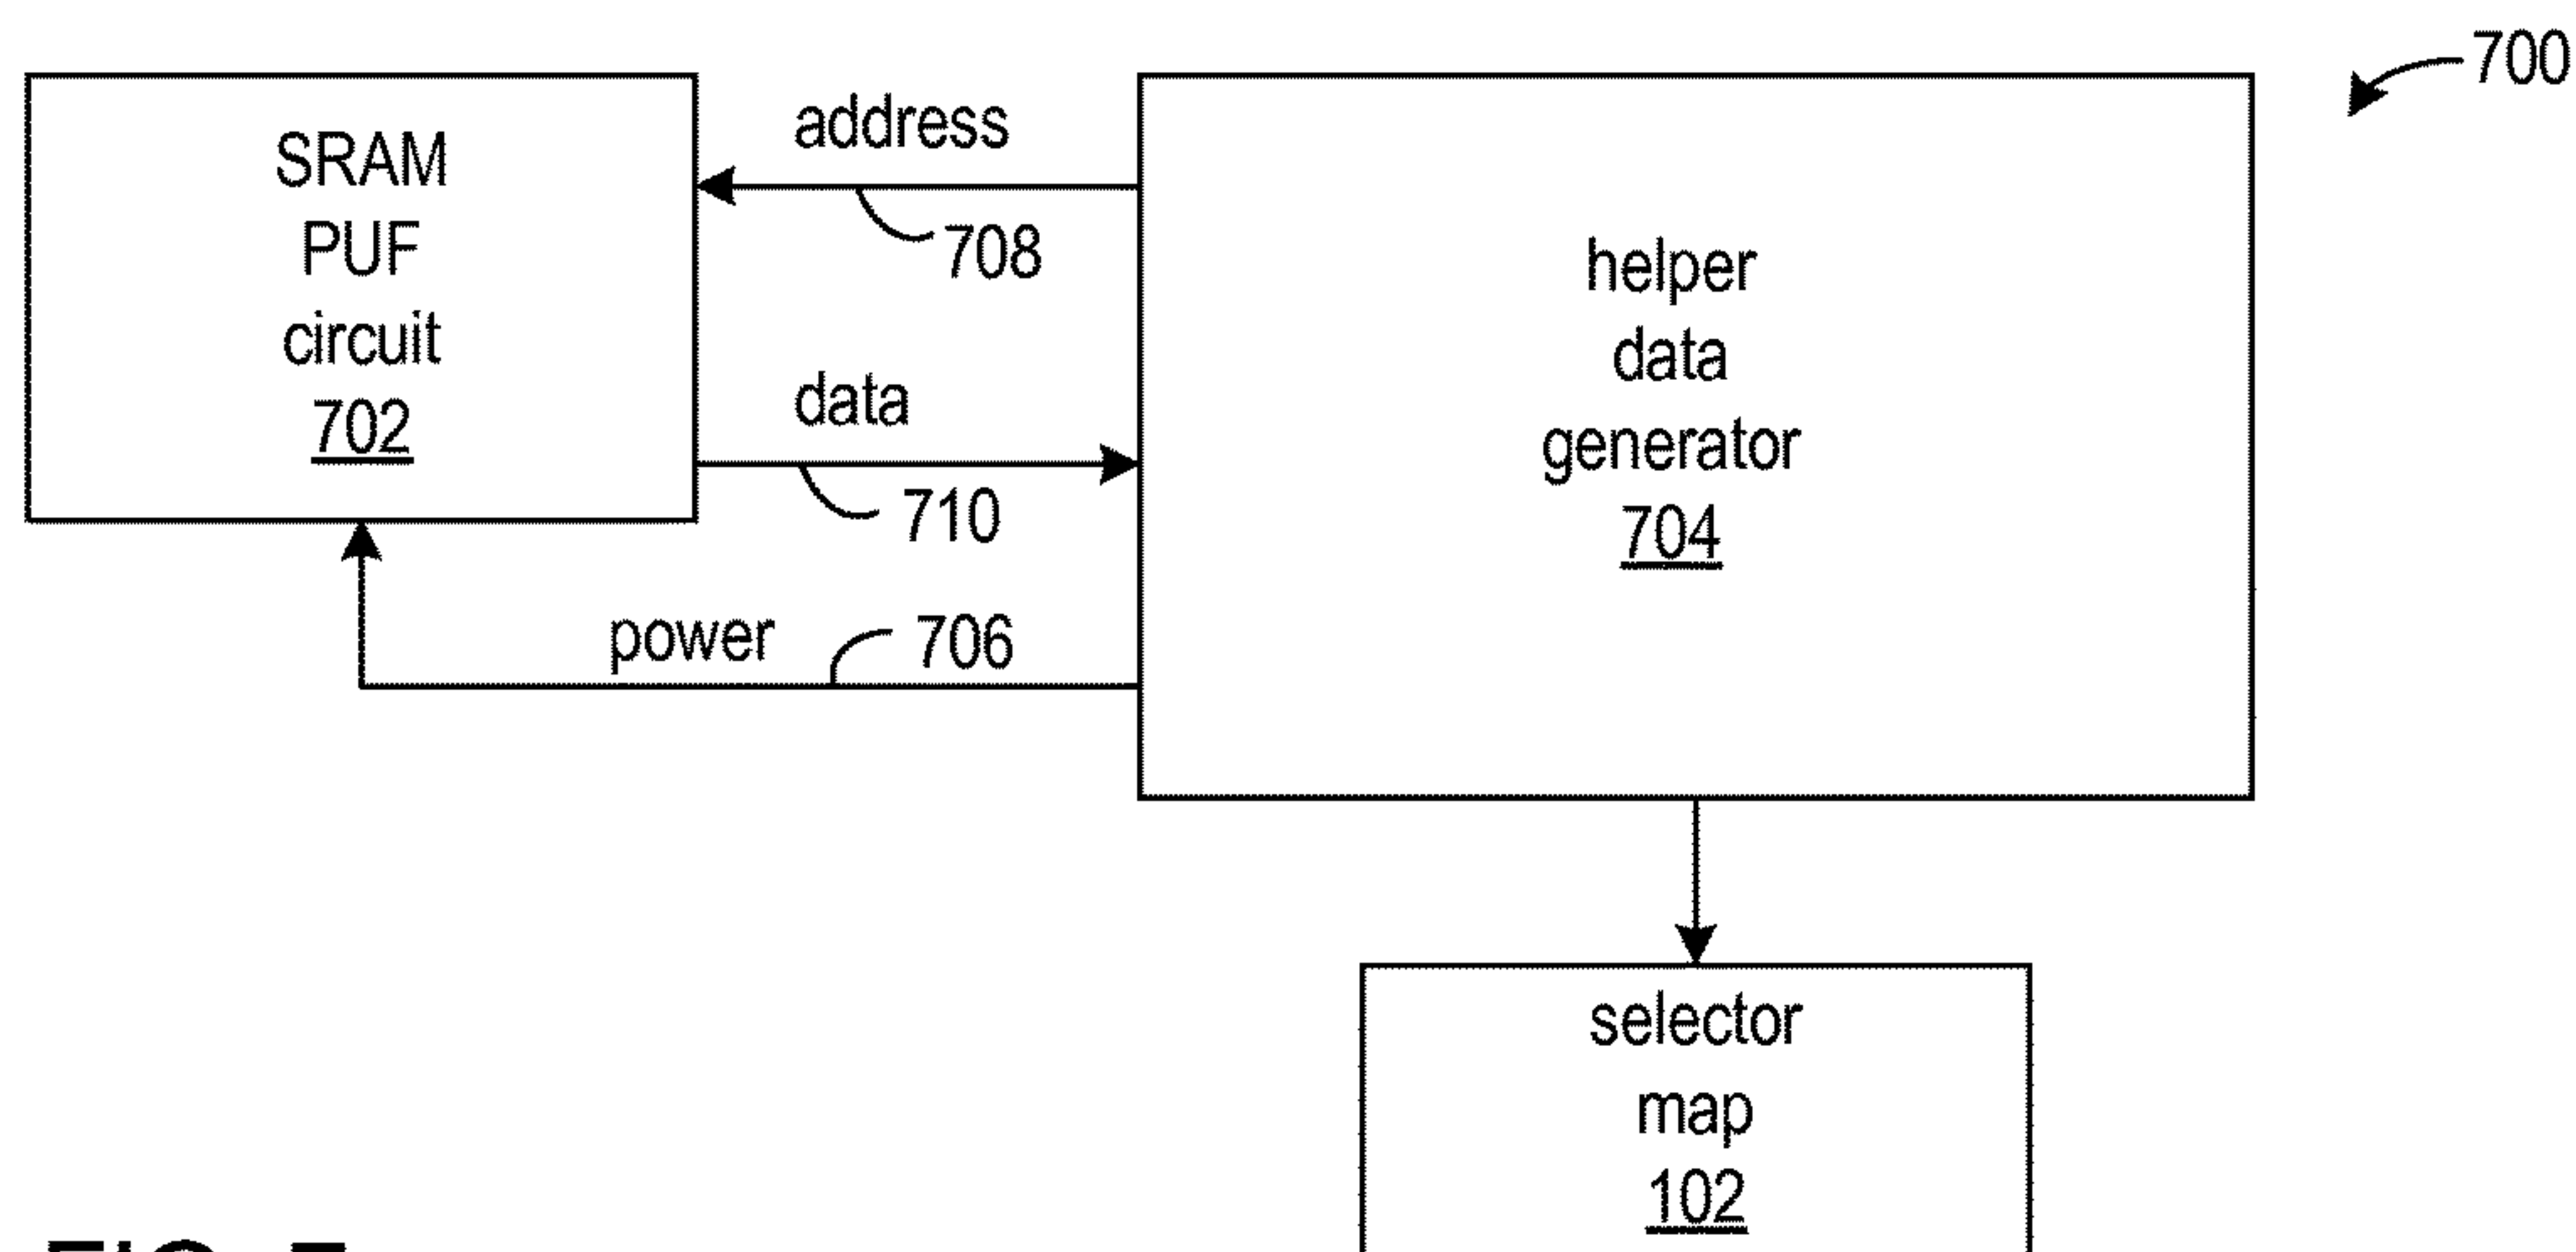 700
SRAM
PUF
circuit
702
address
708
data
710
power
706
helper
data
generator
704
selector
map
102